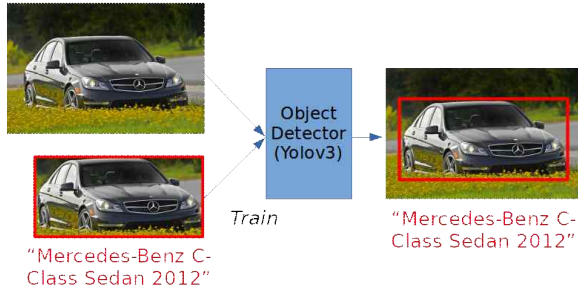 Object
Detector
(Yolov3)
Train
“Mercedes-Benz C-
Class Sedan 2012”
“Mercedes-Benz C-
Class Sedan 2012”